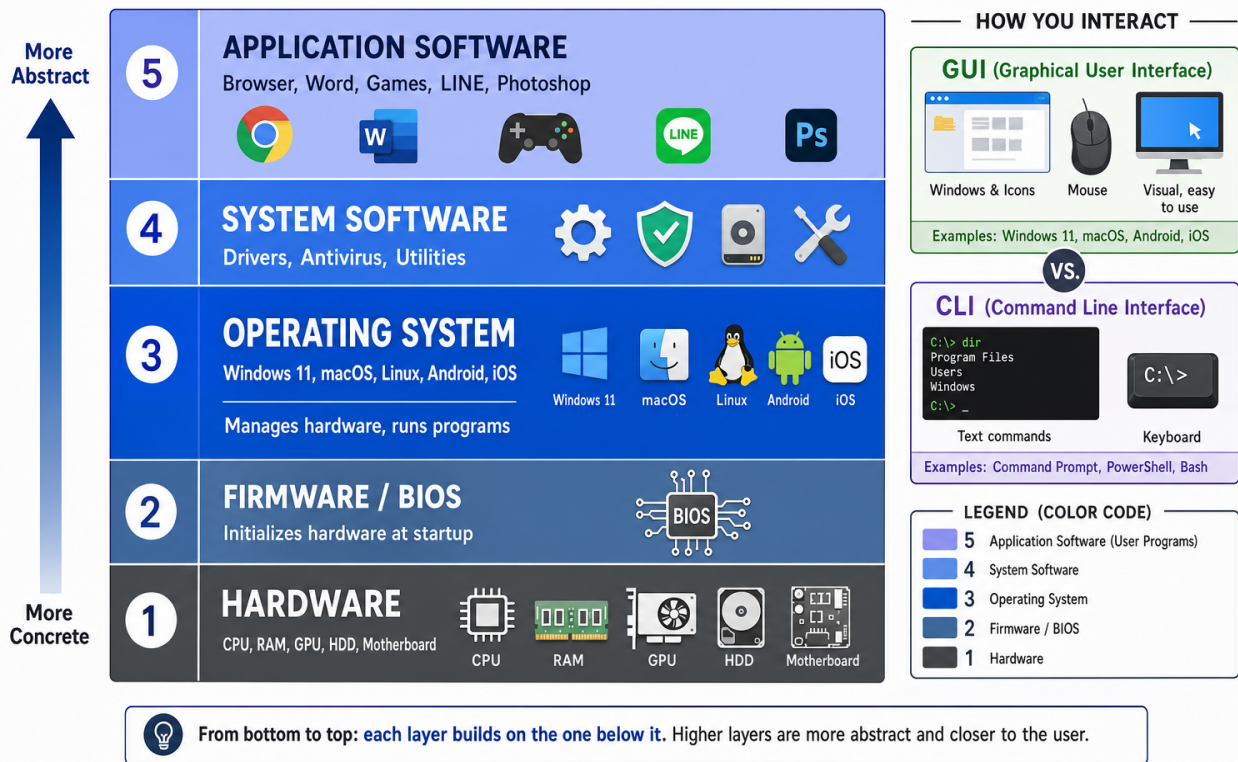 More
Abstract
More
Concrete
5
APPLICATION SOFTWARE
Browser, Word, Games, LINE, Photoshop
W
LINE
Ps
4
SYSTEM SOFTWARE
Drivers, Antivirus, Utilities
3
OPERATING SYSTEM
Windows 11, macOS, Linux, Android, iOS
Manages hardware, runs programs
iOS
Windows 11
macOS
Linux
Android
iOS
2
FIRMWARE / BIOS
Initializes hardware at startup
BIOS
1
HARDWARE
CPU, RAM, GPU, HDD, Motherboard
CPU
RAM
GPU
HDD
Motherboard
HOW YOU INTERACT
GUI (Graphical User Interface)
Windows & Icons
Mouse
Visual, easy
to use
Examples: Windows 11, macOS, Android, iOS
VS.
CLI (Command Line Interface)
C:\> dir
Program Files
Users
Windows
C:\> _
C:\>
Text commands
Keyboard
Examples: Command Prompt, PowerShell, Bash
LEGEND (COLOR CODE)
5 Application Software (User Programs)
4 System Software
3 Operating System
2 Firmware / BIOS
1 Hardware
From bottom to top: each layer builds on the one below it. Higher layers are more abstract and closer to the user.